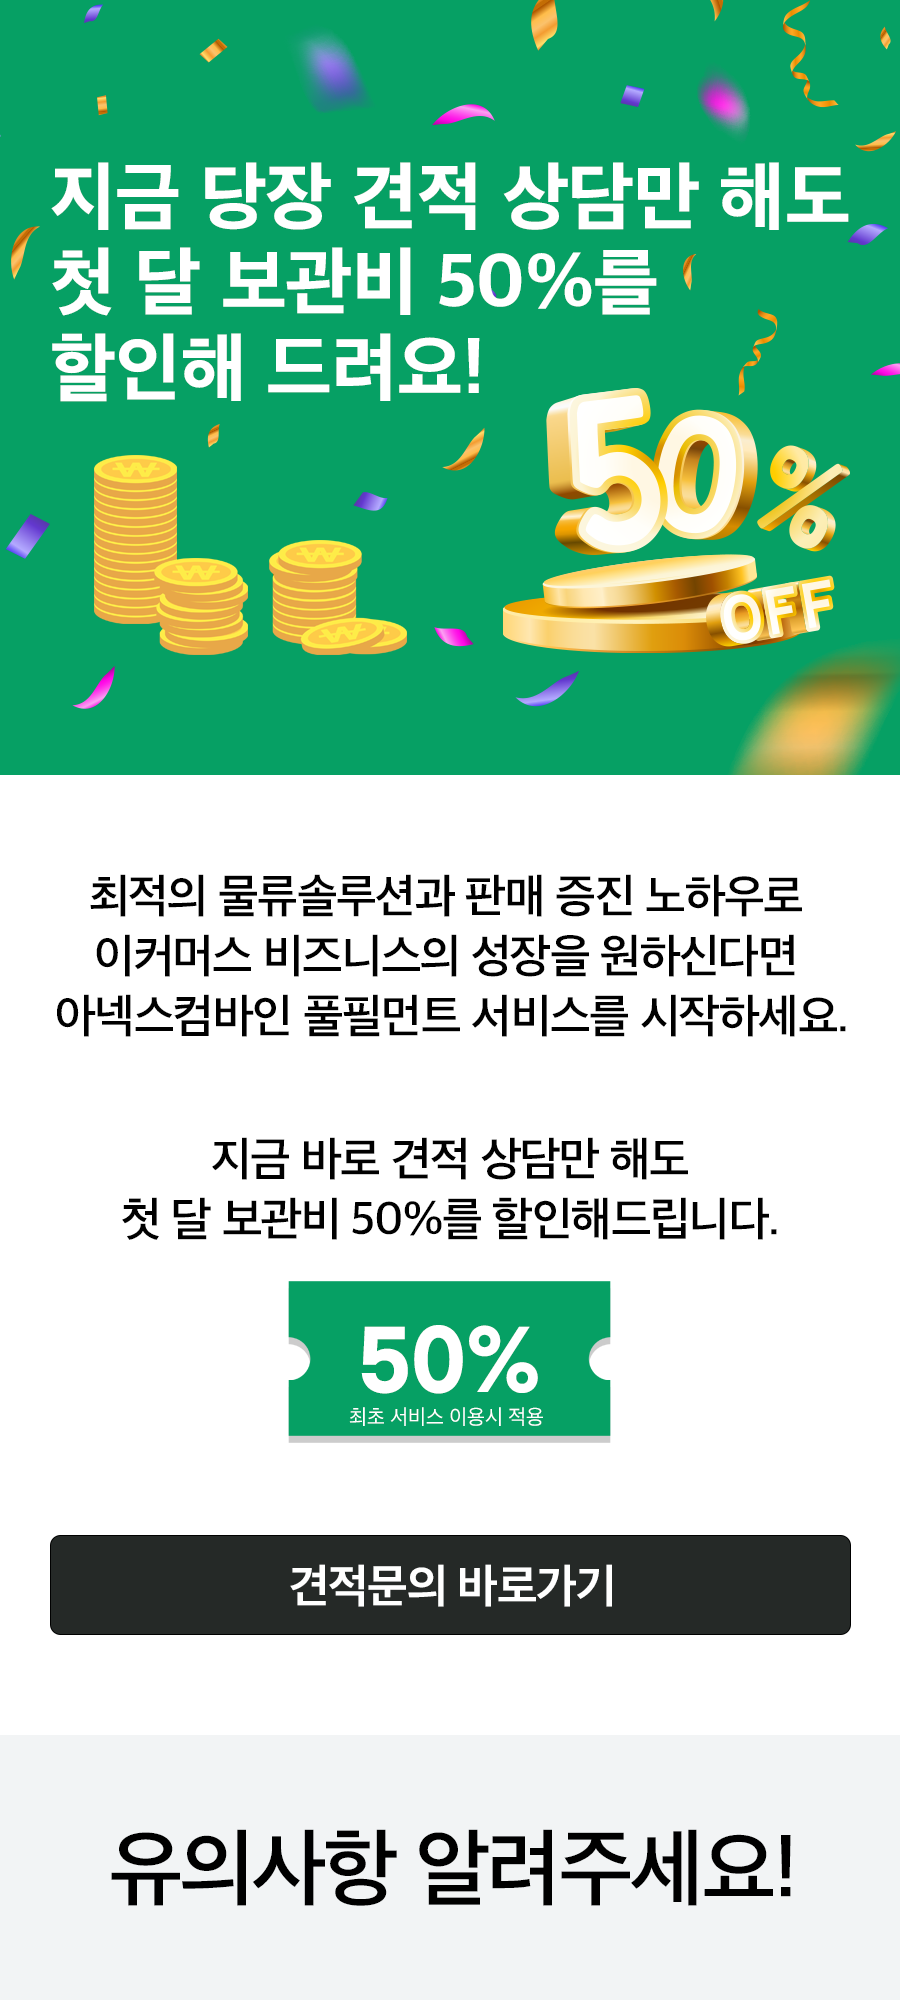 지금 당장 견적 상담만 해도
첫 달 보관비 50%를
할인해 드려요!
50%
OFF
최적의 물류솔루션과 판매 증진 노하우로
이커머스 비즈니스의 성장을 원하신다면
아넥스컴바인 풀필먼트 서비스를 시작하세요.
지금 바로 견적 상담만 해도
첫 달 보관비 50%를 할인해드립니다.
50%
최초 서비스 이용시 적용
견적문의 바로가기
유의사항 알려주세요!